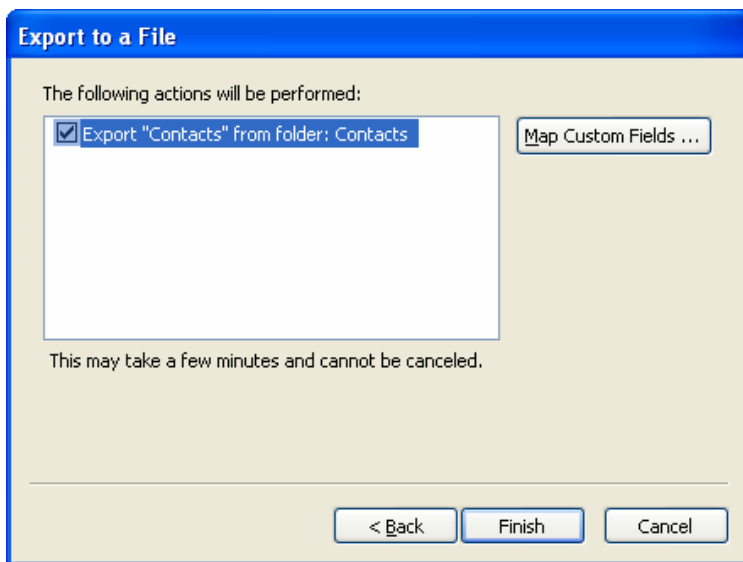 Export to a File
The following actions will be performed:
Export "Contacts" from folder: Contacts
Map Custom Fields ...
This may take a few minutes and cannot be canceled.
< Back
Finish
Cancel